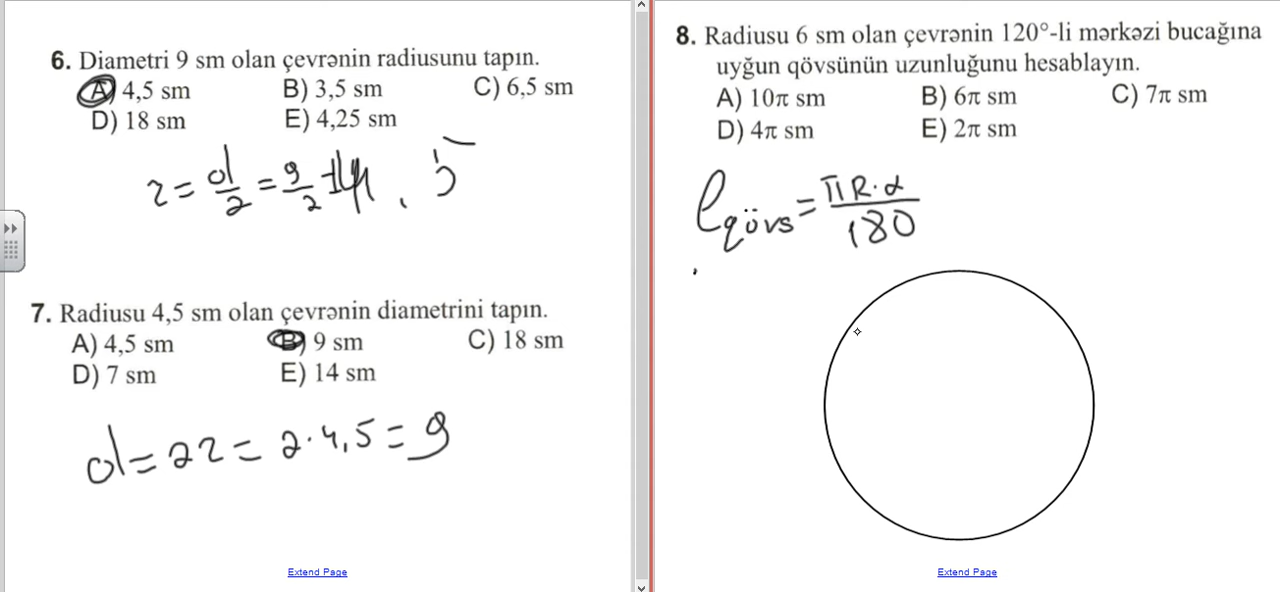 6. Diametri 9 sm olan çevrənin radiusunu tapın.
A) 4,5 sm B) 3,5 sm C) 6,5 sm
D) 18 sm E) 4,25 sm
r = d/2 = 9/2 = 4,5
7. Radiusu 4,5 sm olan çevrənin diametrini tapın.
A) 4,5 sm B) 9 sm C) 18 sm
D) 7 sm E) 14 sm
d = 2r = 2·4,5 = 9
Extend Page
8. Radiusu 6 sm olan çevrənin 120°-li mərkəzi bucağına
uyğun qövsünün uzunluğunu hesablayın.
A) 10π sm B) 6π sm C) 7π sm
D) 4π sm E) 2π sm
ℓqövs = πR·α/180
Extend Page